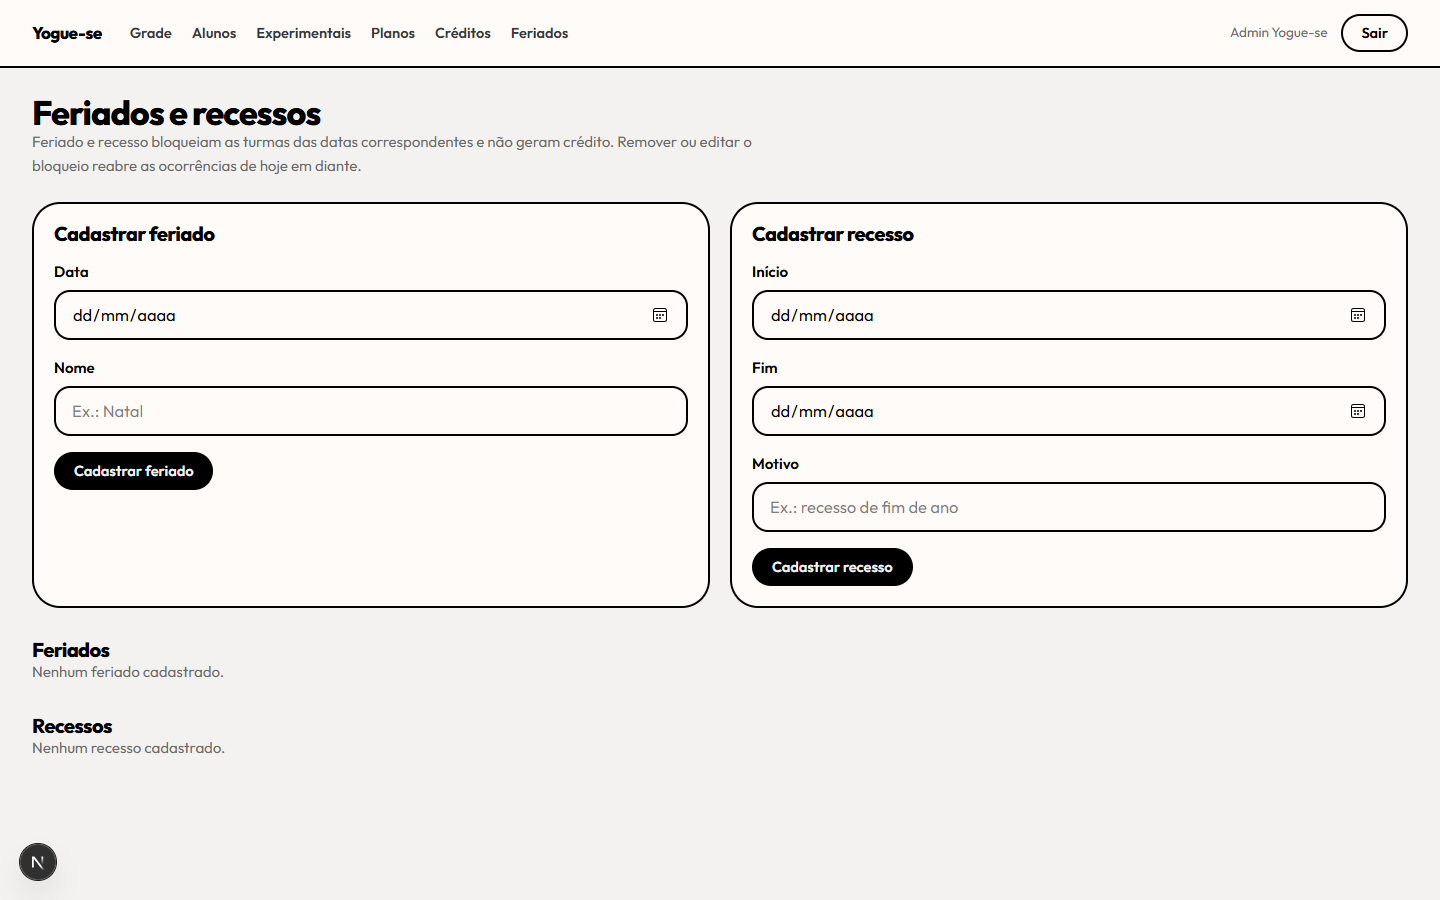 Yogue-se Grade Alunos Experimentais Planos Créditos Feriados Admin Yogue-se Sair
Feriados e recessos
Feriado e recesso bloqueiam as turmas das datas correspondentes e não geram crédito. Remover ou editar o
bloqueio reabre as ocorrências de hoje em diante.
Cadastrar feriado
Data
dd/mm/aaaa
Nome
Ex.: Natal
Cadastrar feriado
Cadastrar recesso
Início
dd/mm/aaaa
Fim
dd/mm/aaaa
Motivo
Ex.: recesso de fim de ano
Cadastrar recesso
Feriados
Nenhum feriado cadastrado.
Recessos
Nenhum recesso cadastrado.
N